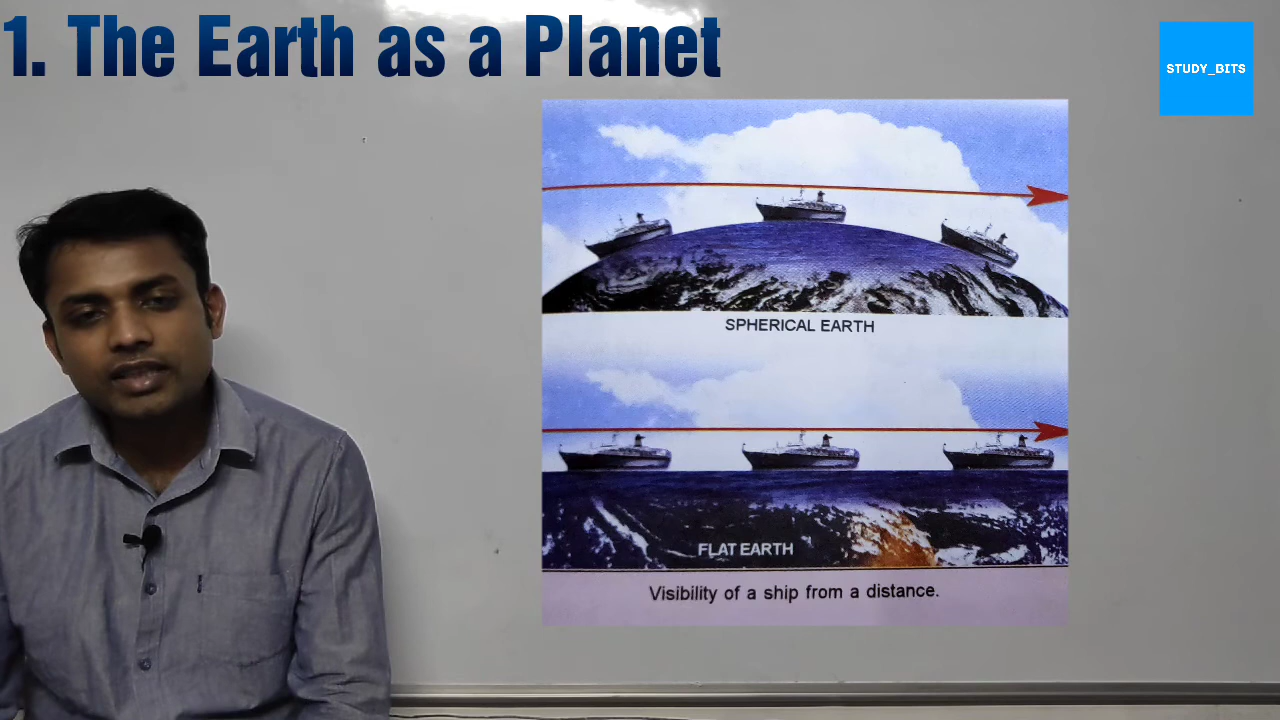 1. The Earth as a Planet
STUDY_BITS
SPHERICAL EARTH
FLAT EARTH
Visibility of a ship from a distance.